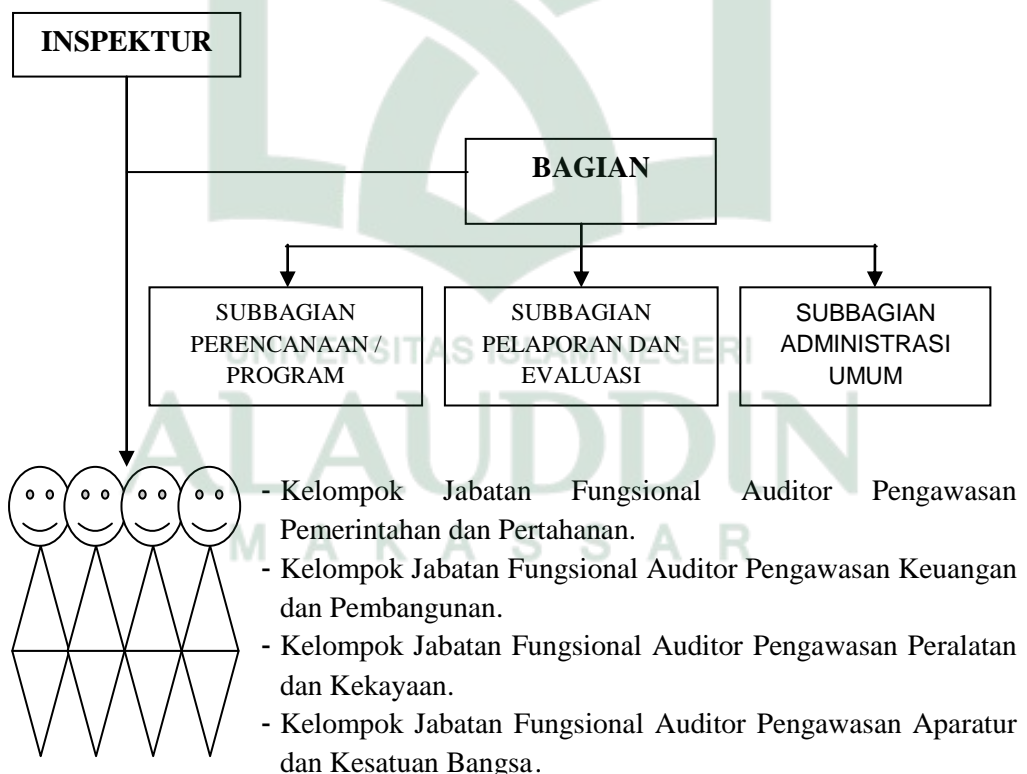 INSPEKTUR
BAGIAN
SUBBAGIAN
PERENCANAAN /
PROGRAM
SUBBAGIAN
PELAPORAN DAN
EVALUASI
SUBBAGIAN
ADMINISTRASI
UMUM
UNIVERSITAS ISLAM NEGERI
ALAUDDIN
MAKASSAR
- Kelompok Jabatan Fungsional Auditor Pengawasan
Pemerintahan dan Pertahanan.
- Kelompok Jabatan Fungsional Auditor Pengawasan Keuangan
dan Pembangunan.
- Kelompok Jabatan Fungsional Auditor Pengawasan Peralatan
dan Kekayaan.
- Kelompok Jabatan Fungsional Auditor Pengawasan Aparatur
dan Kesatuan Bangsa.